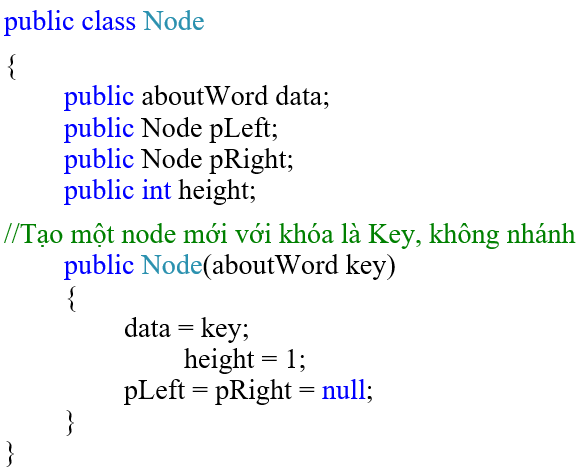 public class Node
{
public aboutWord data;
public Node pLeft;
public Node pRight;
public int height;
//Tạo một node mới với khóa là Key, không nhánh
public Node(aboutWord key)
{
data = key;
height = 1;
pLeft = pRight = null;
}
}